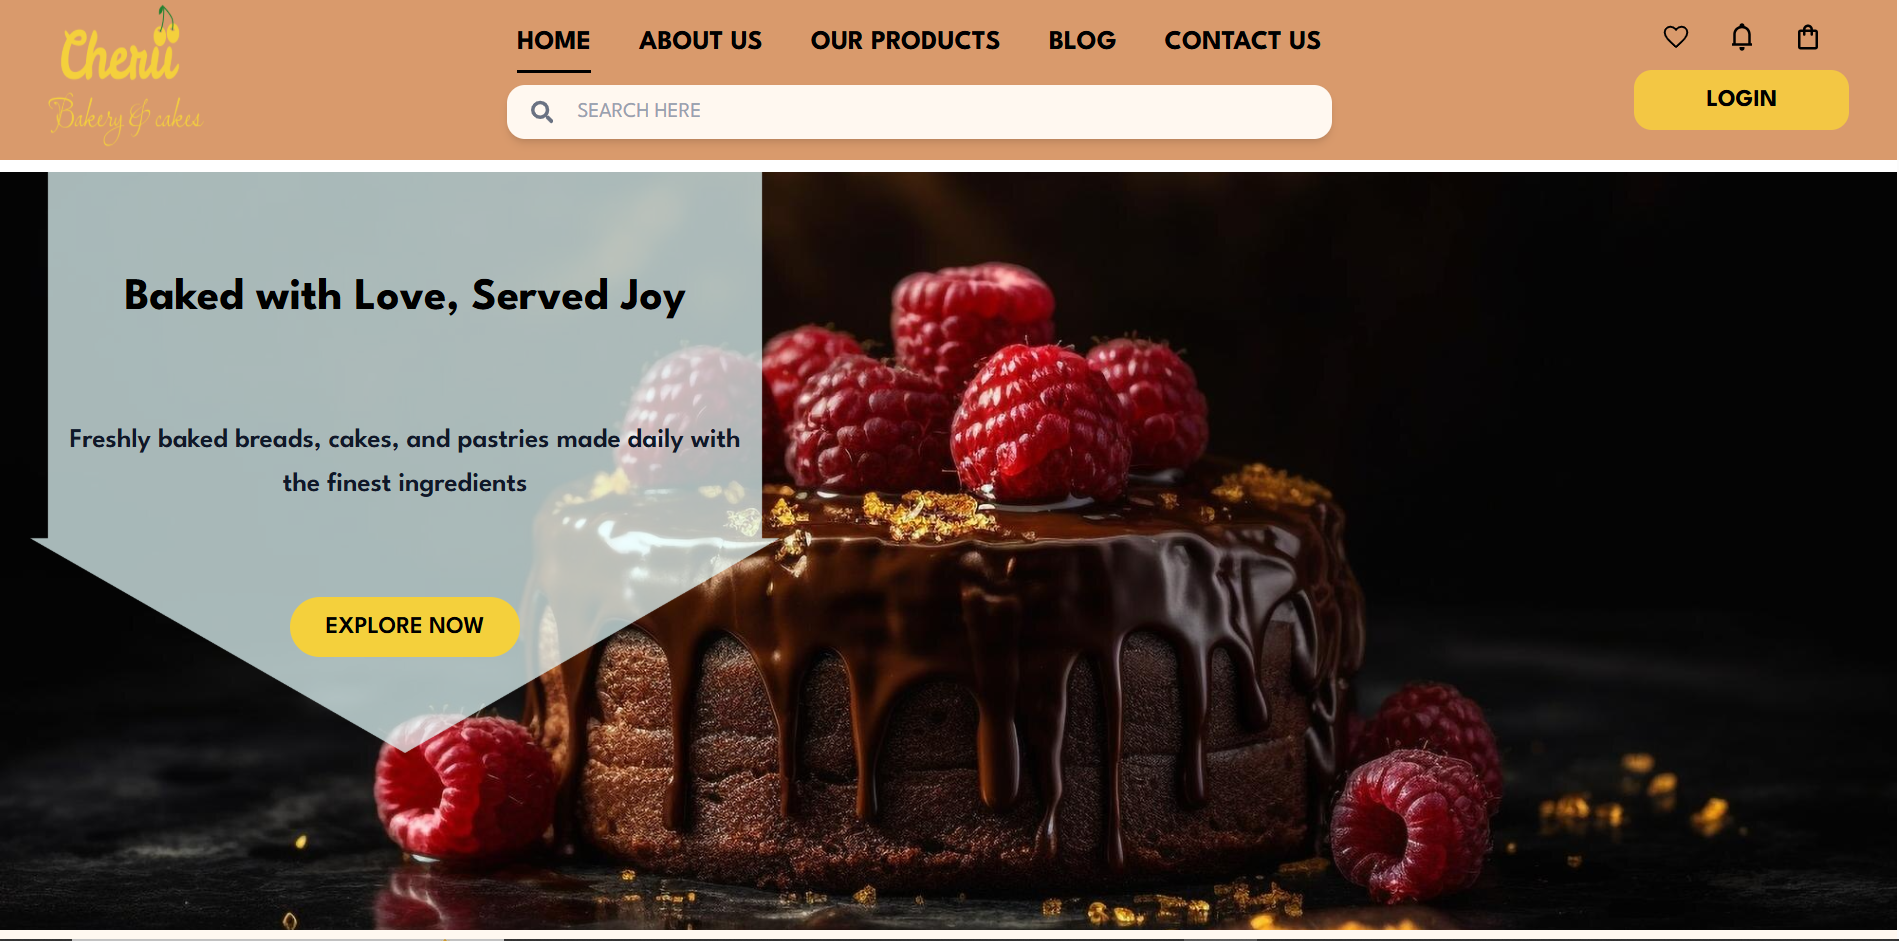 Cherii
Bakery & cakes
HOME ABOUT US OUR PRODUCTS BLOG CONTACT US
SEARCH HERE
LOGIN
Baked with Love, Served Joy
Freshly baked breads, cakes, and pastries made daily with
the finest ingredients
EXPLORE NOW